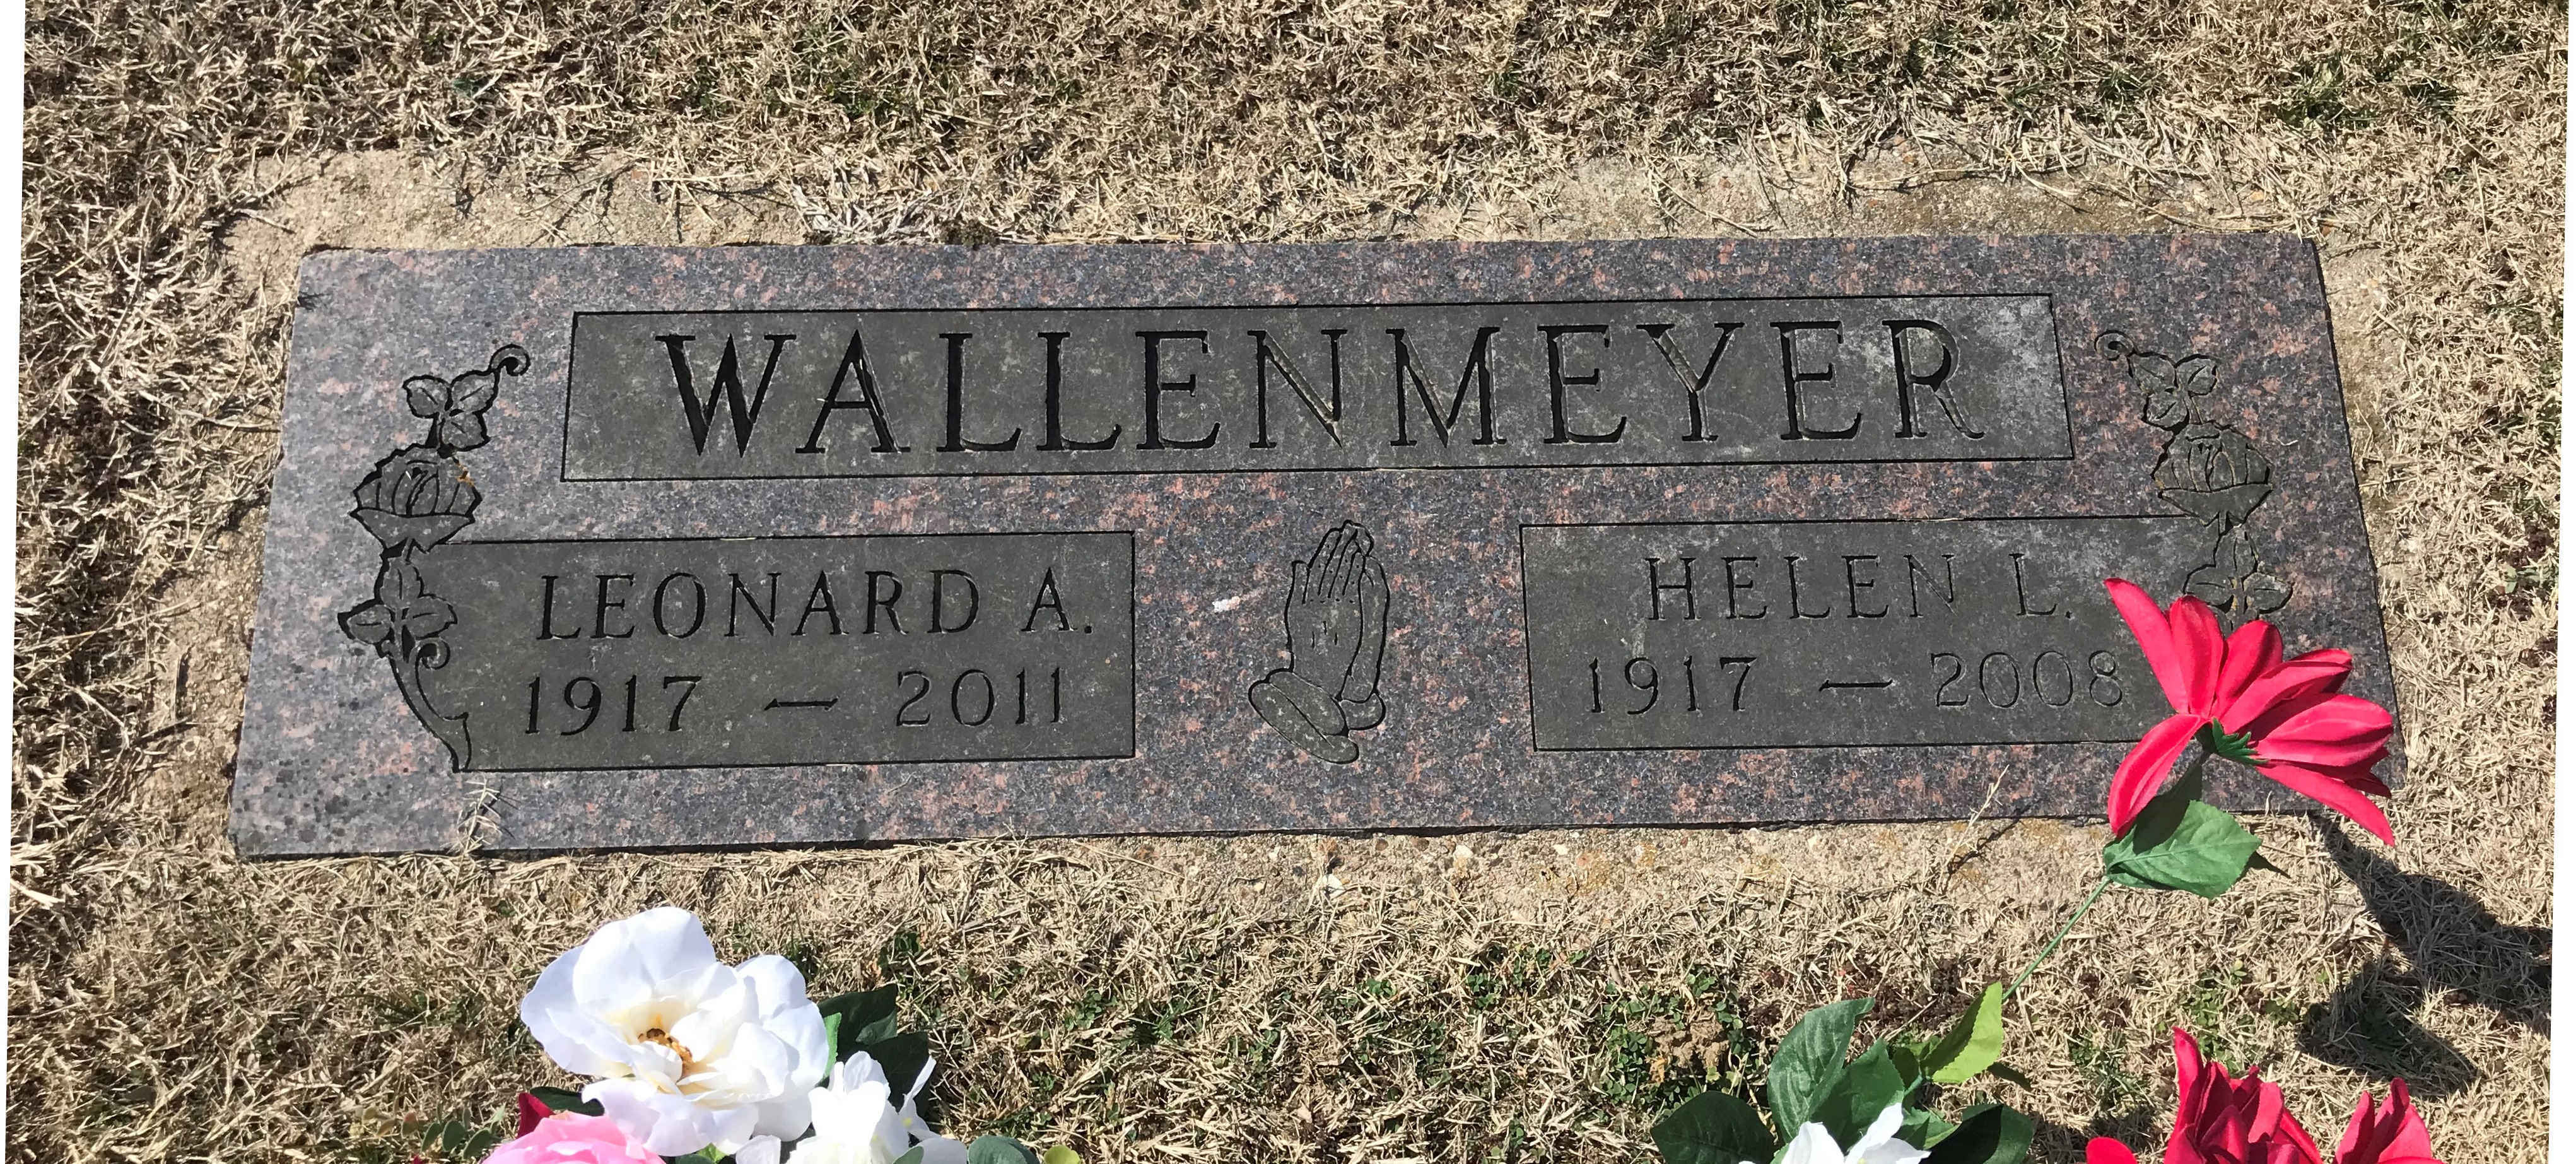 WALLENMEYER
LEONARD A.
1917 — 2011
HELEN L.
1917 — 2008